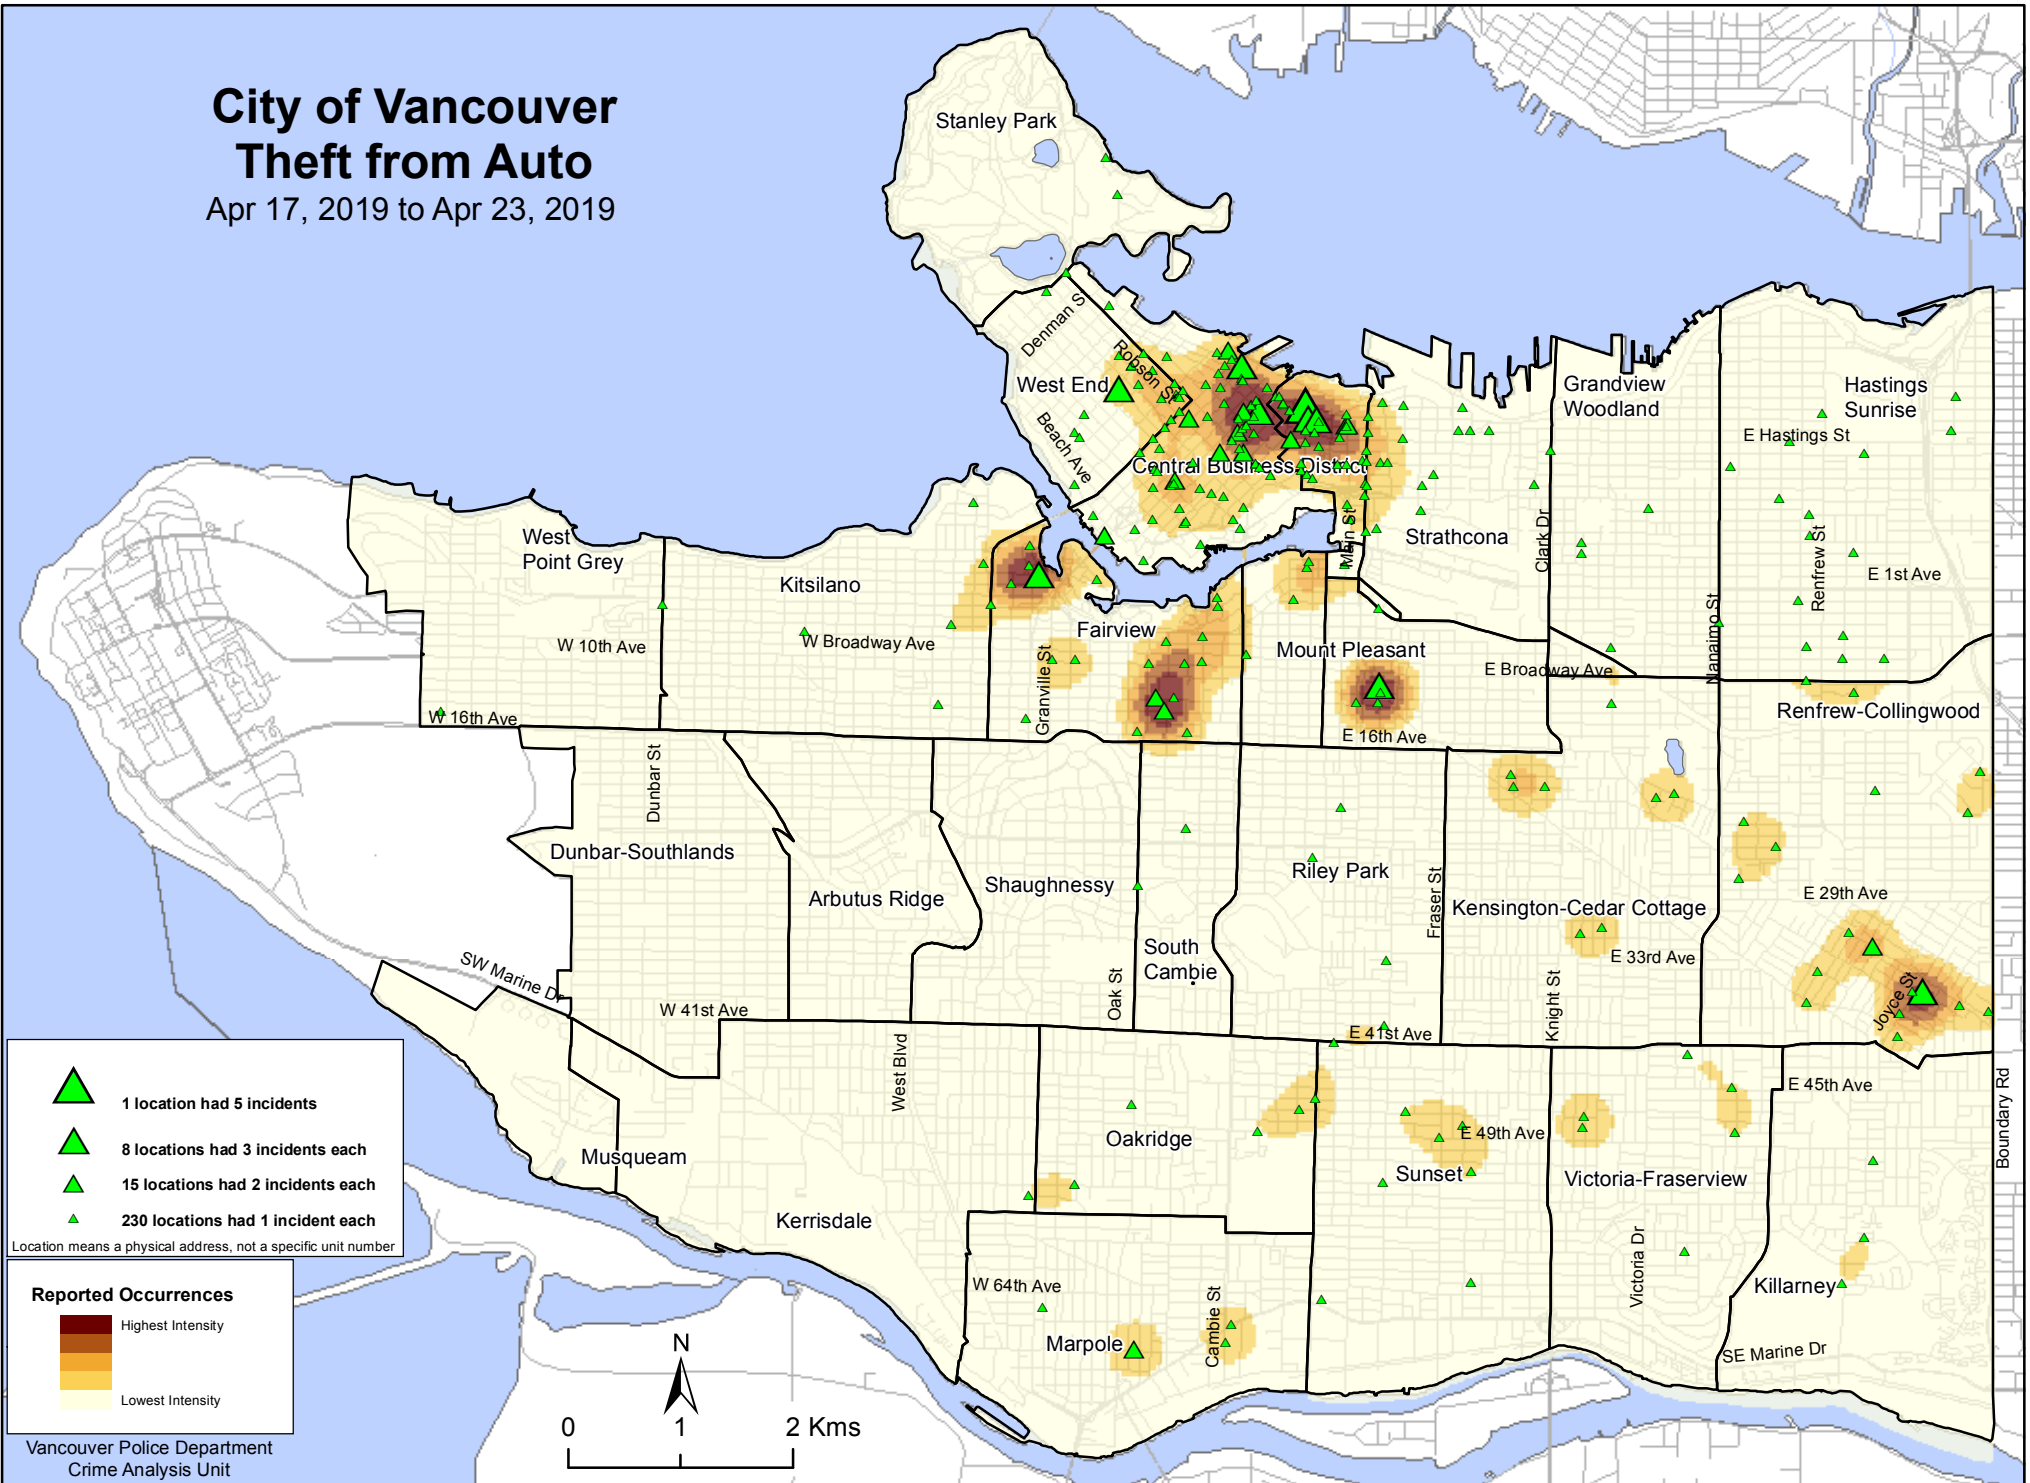 City of Vancouver
Theft from Auto
Apr 17, 2019 to Apr 23, 2019
Stanley Park
Denman S
Robson St
West End
Beach Ave
Central Business District
Grandview
Woodland
Hastings
Sunrise
E Hastings St
West
Point Grey
Kitsilano
Main St
Strathcona
Clark Dr
Renfrew St
E 1st Ave
W 10th Ave
W Broadway Ave
Fairview
Granville St
Mount Pleasant
E Broadway Ave
Nanaimo St
W 16th Ave
E 16th Ave
Renfrew-Collingwood
Dunbar St
Dunbar-Southlands
Arbutus Ridge
Shaughnessy
Riley Park
Fraser St
Kensington-Cedar Cottage
E 29th Ave
South
Cambie
E 33rd Ave
SW Marine Dr
W 41st Ave
Oak St
Knight St
Joyce St
E 41st Ave
West Blvd
E 45th Ave
Boundary Rd
Oakridge
E 49th Ave
Musqueam
Sunset
Victoria-Fraserview
Kerrisdale
Victoria Dr
W 64th Ave
Killarney
Marpole
Cambie St
SE Marine Dr
1 location had 5 incidents
8 locations had 3 incidents each
15 locations had 2 incidents each
230 locations had 1 incident each
Location means a physical address, not a specific unit number
Reported Occurrences
Highest Intensity
Lowest Intensity
N
0 1 2 Kms
Vancouver Police Department
Crime Analysis Unit